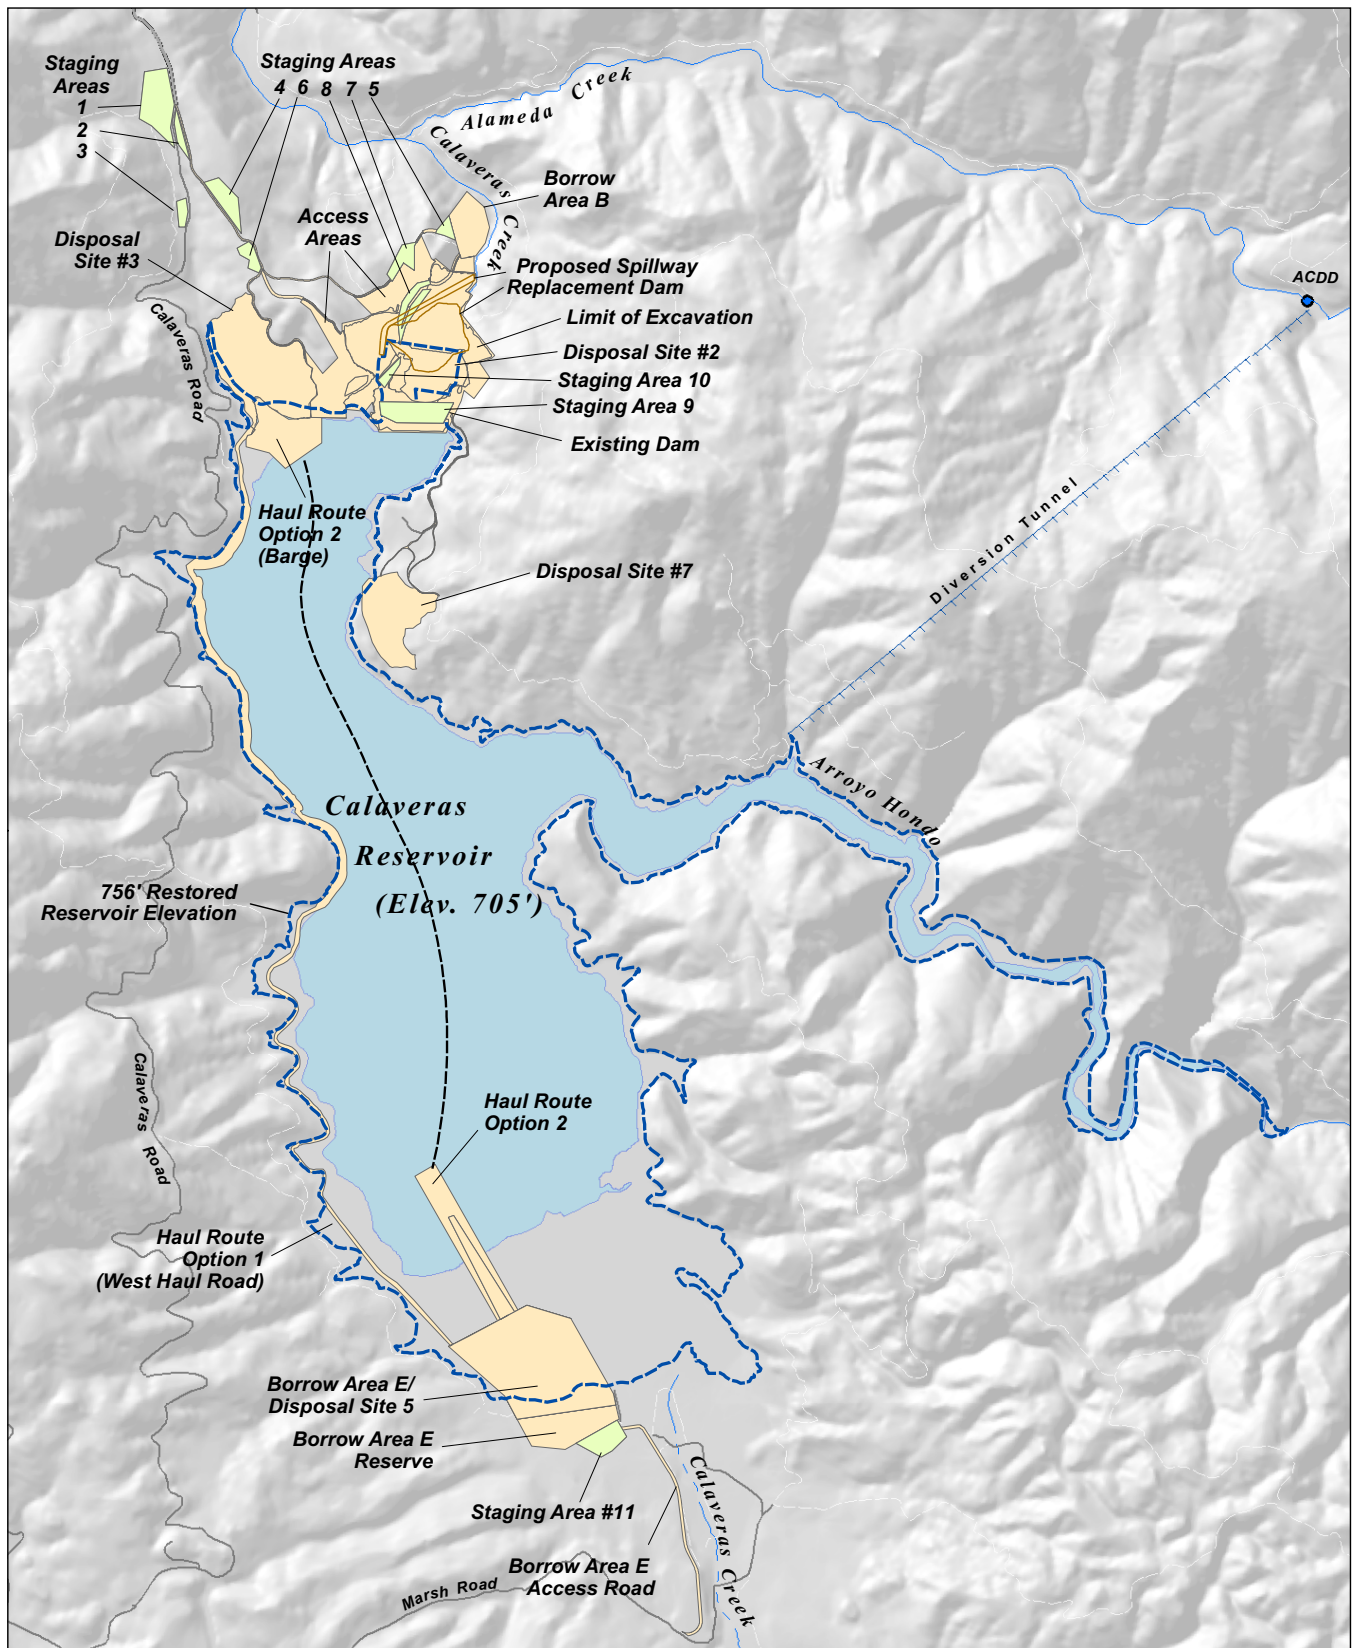 Staging
Areas
1
2
3
Staging Areas
4 6 8 7 5
Alameda Creek
Calaveras Creek
Borrow
Area B
Access
Areas
Disposal
Site #3
Proposed Spillway
Replacement Dam
Limit of Excavation
Disposal Site #2
Staging Area 10
Staging Area 9
Existing Dam
ACDD
Calaveras Road
Diversion Tunnel
Haul Route
Option 2
(Barge)
Disposal Site #7
Arroyo Hondo
Calaveras
Reservoir
(Elev. 705')
756' Restored
Reservoir Elevation
Calaveras Road
Haul Route
Option 2
Haul Route
Option 1
(West Haul Road)
Borrow Area E/
Disposal Site 5
Borrow Area E
Reserve
Staging Area #11
Calaveras Creek
Borrow Area E
Access Road
Marsh Road